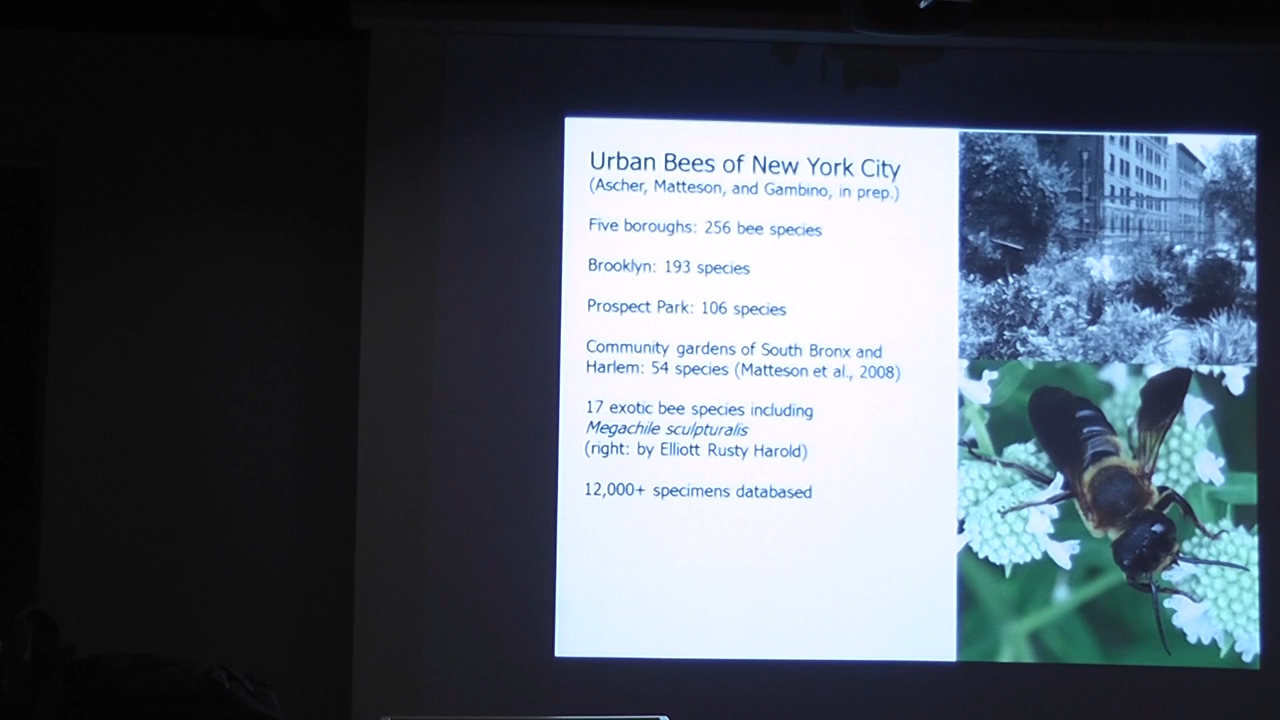 Urban Bees of New York City
(Ascher, Matteson, and Gambino, in prep.)
Five boroughs: 256 bee species
Brooklyn: 193 species
Prospect Park: 106 species
Community gardens of South Bronx and
Harlem: 54 species (Matteson et al., 2008)
17 exotic bee species including
Megachile sculpturalis
(right: by Elliott Rusty Harold)
12,000+ specimens databased